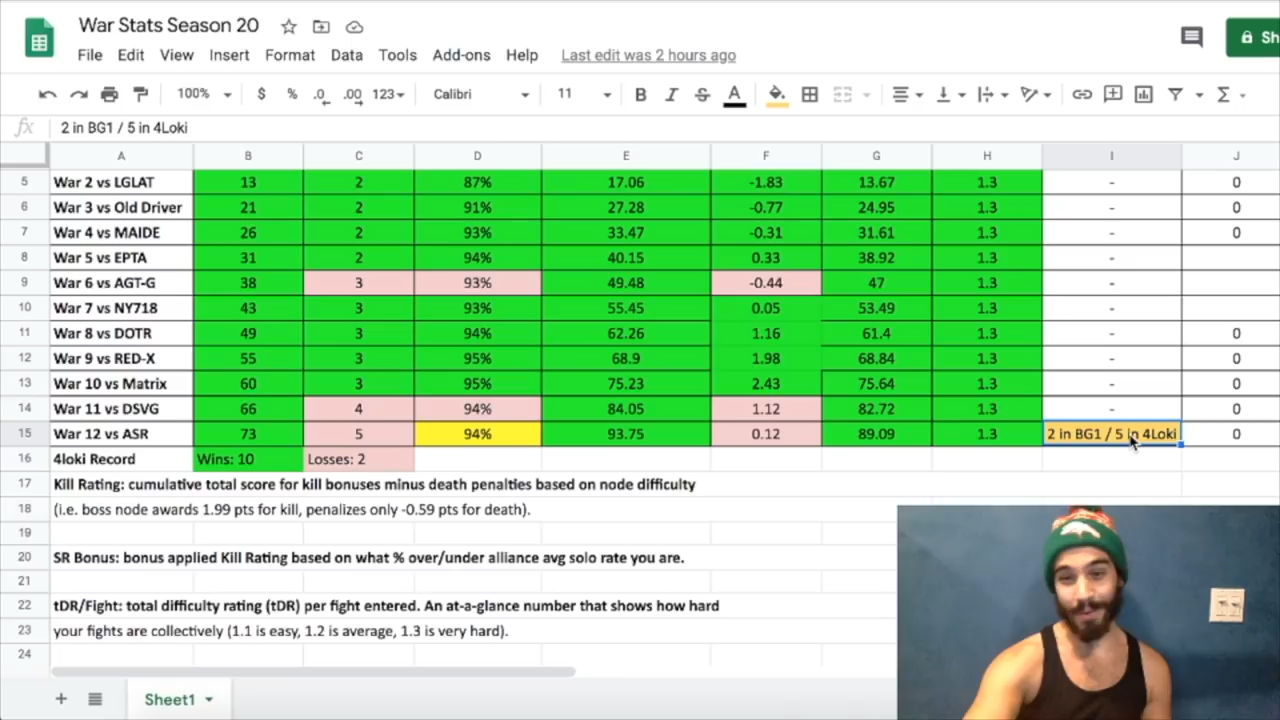 War Stats Season 20
File Edit View Insert Format Data Tools Add-ons Help Last edit was 2 hours ago
Sh
100% $ % .0 .00 123 Calibri 11 B I S A
fx 2 in BG1 / 5 in 4Loki
A B C D E F G H I J
5 War 2 vs LGLAT 13 2 87% 17.06 -1.83 13.67 1.3 - 0
6 War 3 vs Old Driver 21 2 91% 27.28 -0.77 24.95 1.3 - 0
7 War 4 vs MAIDE 26 2 93% 33.47 -0.31 31.61 1.3 - 0
8 War 5 vs EPTA 31 2 94% 40.15 0.33 38.92 1.3 -
9 War 6 vs AGT-G 38 3 93% 49.48 -0.44 47 1.3 -
10 War 7 vs NY718 43 3 93% 55.45 0.05 53.49 1.3 -
11 War 8 vs DOTR 49 3 94% 62.26 1.16 61.4 1.3 - 0
12 War 9 vs RED-X 55 3 95% 68.9 1.98 68.84 1.3 - 0
13 War 10 vs Matrix 60 3 95% 75.23 2.43 75.64 1.3 - 0
14 War 11 vs DSVG 66 4 94% 84.05 1.12 82.72 1.3 - 0
15 War 12 vs ASR 73 5 94% 93.75 0.12 89.09 1.3 2 in BG1 / 5 in 4Loki 0
16 4loki Record Wins: 10 Losses: 2
17 Kill Rating: cumulative total score for kill bonuses minus death penalties based on node difficulty
18 (i.e. boss node awards 1.99 pts for kill, penalizes only -0.59 pts for death).
19
20 SR Bonus: bonus applied Kill Rating based on what % over/under alliance avg solo rate you are.
21
22 tDR/Fight: total difficulty rating (tDR) per fight entered. An at-a-glance number that shows how hard
23 your fights are collectively (1.1 is easy, 1.2 is average, 1.3 is very hard).
24
Sheet1